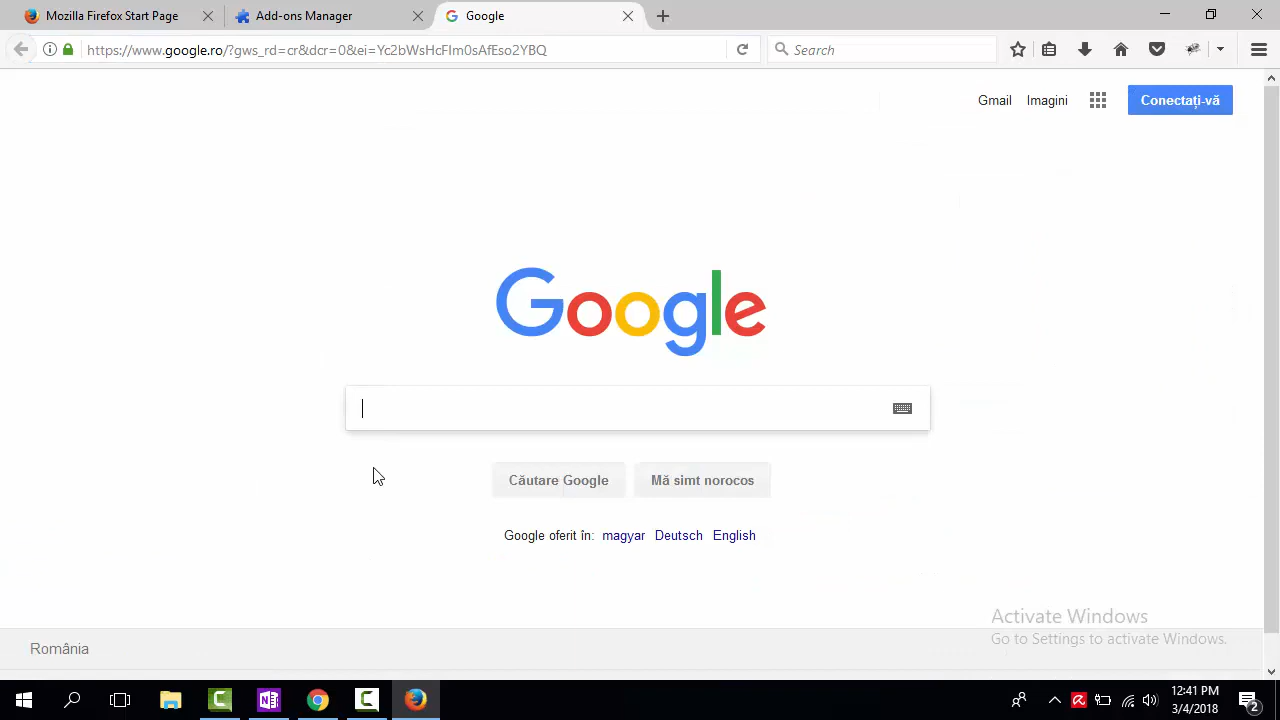 Mozilla Firefox Start Page
Add-ons Manager
Google
https://www.google.ro/?gws_rd=cr&dcr=0&ei=Yc2bWsHcFIm0sAfEso2YBQ
Search
Gmail
Imagini
Conectați-vă
Google
Căutare Google
Mă simt norocos
Google oferit în: magyar Deutsch English
Activate Windows
Go to Settings to activate Windows.
România
12:41 PM
3/4/2018
2